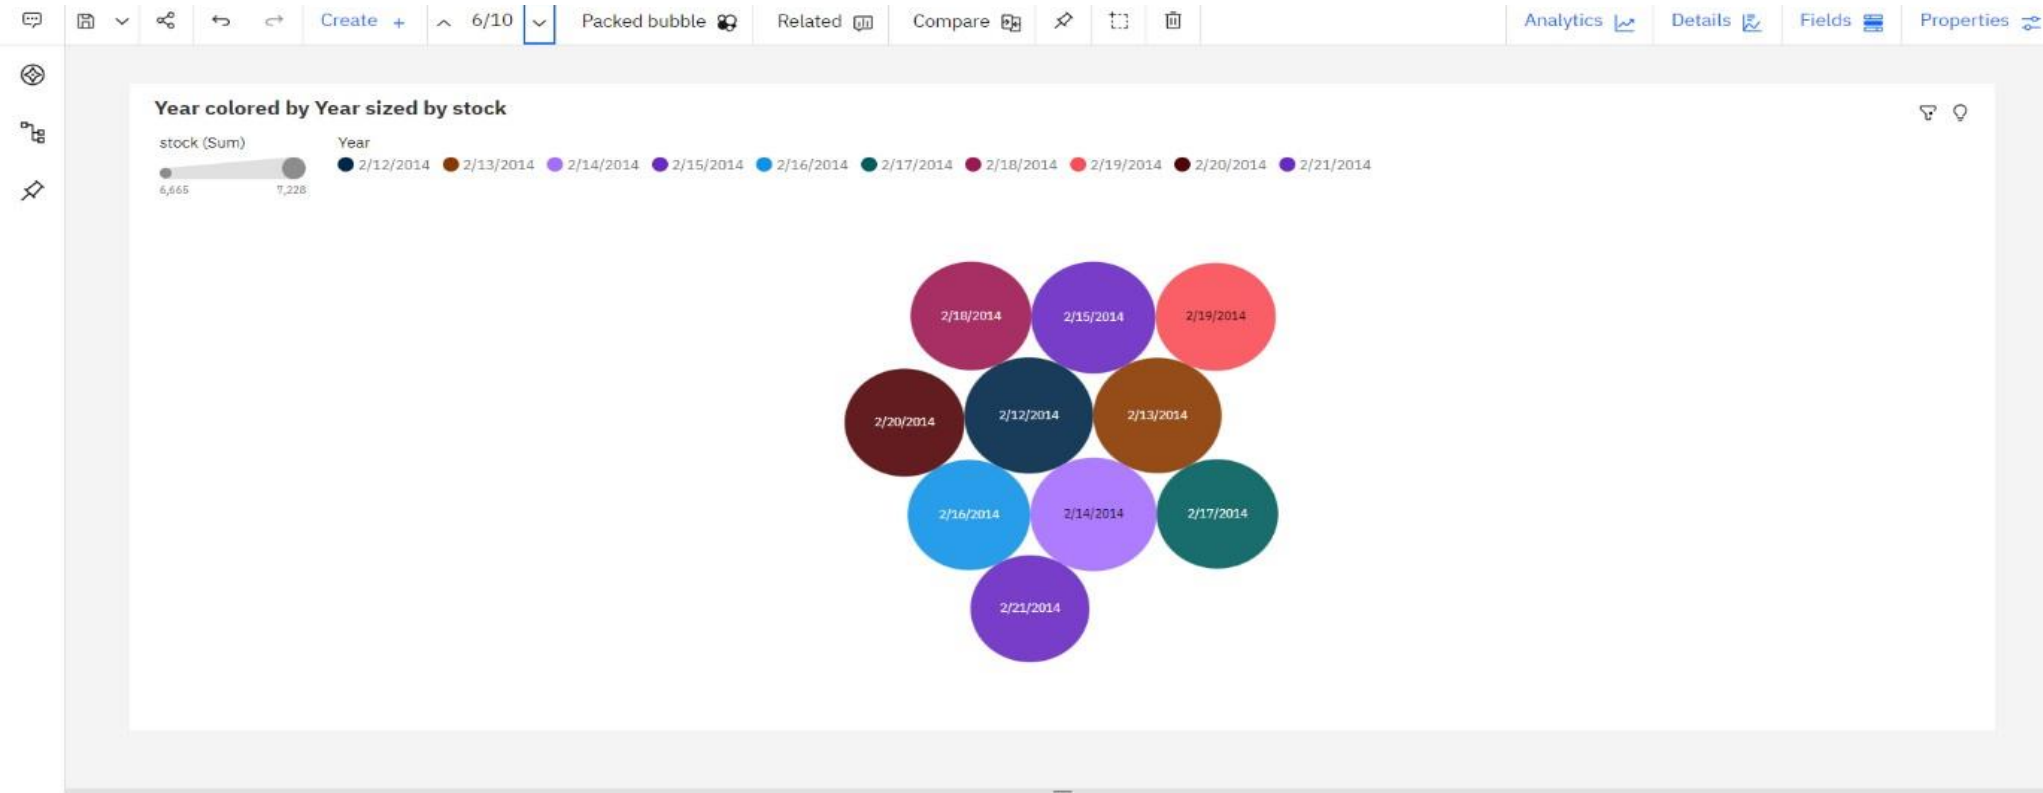 Create + 6/10 Packed bubble Related Compare Analytics Details Fields Properties
Year colored by Year sized by stock
stock (Sum) Year
2/12/2014 2/13/2014 2/14/2014 2/15/2014 2/16/2014 2/17/2014 2/18/2014 2/19/2014 2/20/2014 2/21/2014
6,665 7,228
2/18/2014 2/15/2014 2/19/2014
2/20/2014 2/12/2014 2/13/2014
2/16/2014 2/14/2014 2/17/2014
2/21/2014